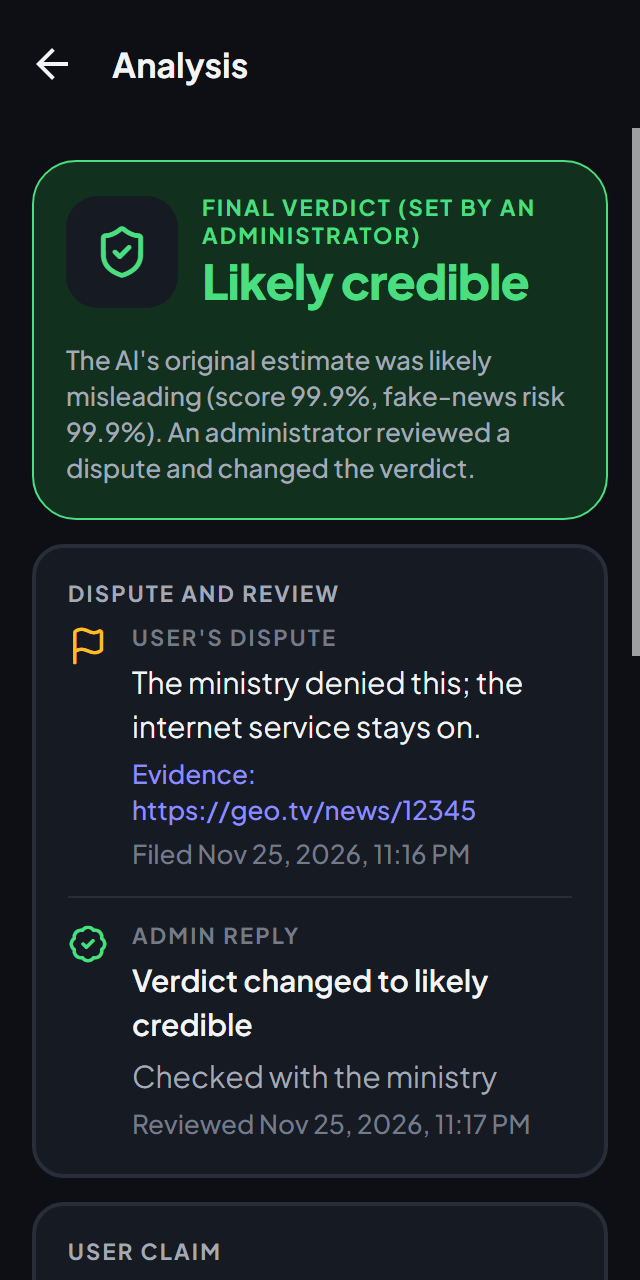 Analysis
FINAL VERDICT (SET BY AN
ADMINISTRATOR)
Likely credible
The AI's original estimate was likely
misleading (score 99.9%, fake-news risk
99.9%). An administrator reviewed a
dispute and changed the verdict.
DISPUTE AND REVIEW
USER'S DISPUTE
The ministry denied this; the
internet service stays on.
Evidence:
https://geo.tv/news/12345
Filed Nov 25, 2026, 11:16 PM
ADMIN REPLY
Verdict changed to likely
credible
Checked with the ministry
Reviewed Nov 25, 2026, 11:17 PM
USER CLAIM